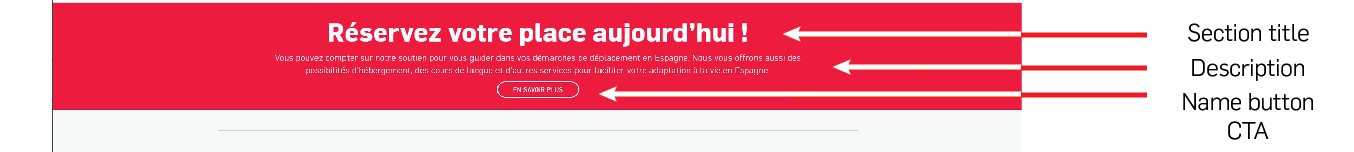 Réservez votre place aujourd'hui !
Section title
Vous pouvez compter sur notre soutien pour vous guider dans vos démarches de déplacement en Espagne. Nous vous offrons aussi des
possibilités d'hébergement, des cours de langue et d'autres services pour faciliter votre adaptation à la vie en Espagne
Description
EN SAVOIR PLUS
Name button
CTA